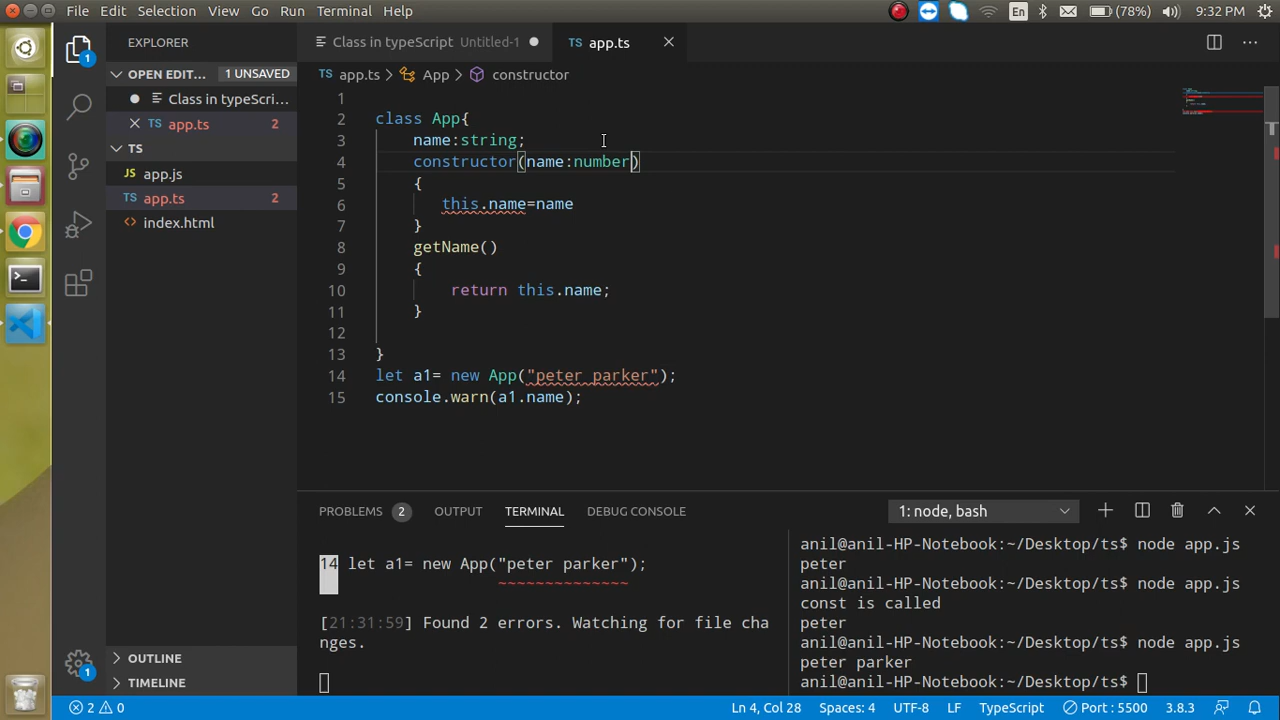 File Edit Selection View Go Run Terminal Help En (78%) 9:32 PM
EXPLORER
OPEN EDIT... 1 UNSAVED
Class in typeScri...
app.ts 2
TS
app.js
app.ts 2
index.html
OUTLINE
TIMELINE
1
1
Class in typeScript Untitled-1
TS app.ts
TS app.ts > App > constructor
1
2 class App{
3 name:string;
4 constructor(name:number)
5 {
6 this.name=name
7 }
8 getName()
9 {
10 return this.name;
11 }
12
13 }
14 let a1= new App("peter parker");
15 console.warn(a1.name);
PROBLEMS 2 OUTPUT TERMINAL DEBUG CONSOLE 1: node, bash
14 let a1= new App("peter parker");
~~~~~~~~~~~~~~
[21:31:59] Found 2 errors. Watching for file cha
nges.
anil@anil-HP-Notebook:~/Desktop/ts$ node app.js
peter
anil@anil-HP-Notebook:~/Desktop/ts$ node app.js
const is called
peter
anil@anil-HP-Notebook:~/Desktop/ts$ node app.js
peter parker
anil@anil-HP-Notebook:~/Desktop/ts$
2 0 Ln 4, Col 28 Spaces: 4 UTF-8 LF TypeScript Port : 5500 3.8.3